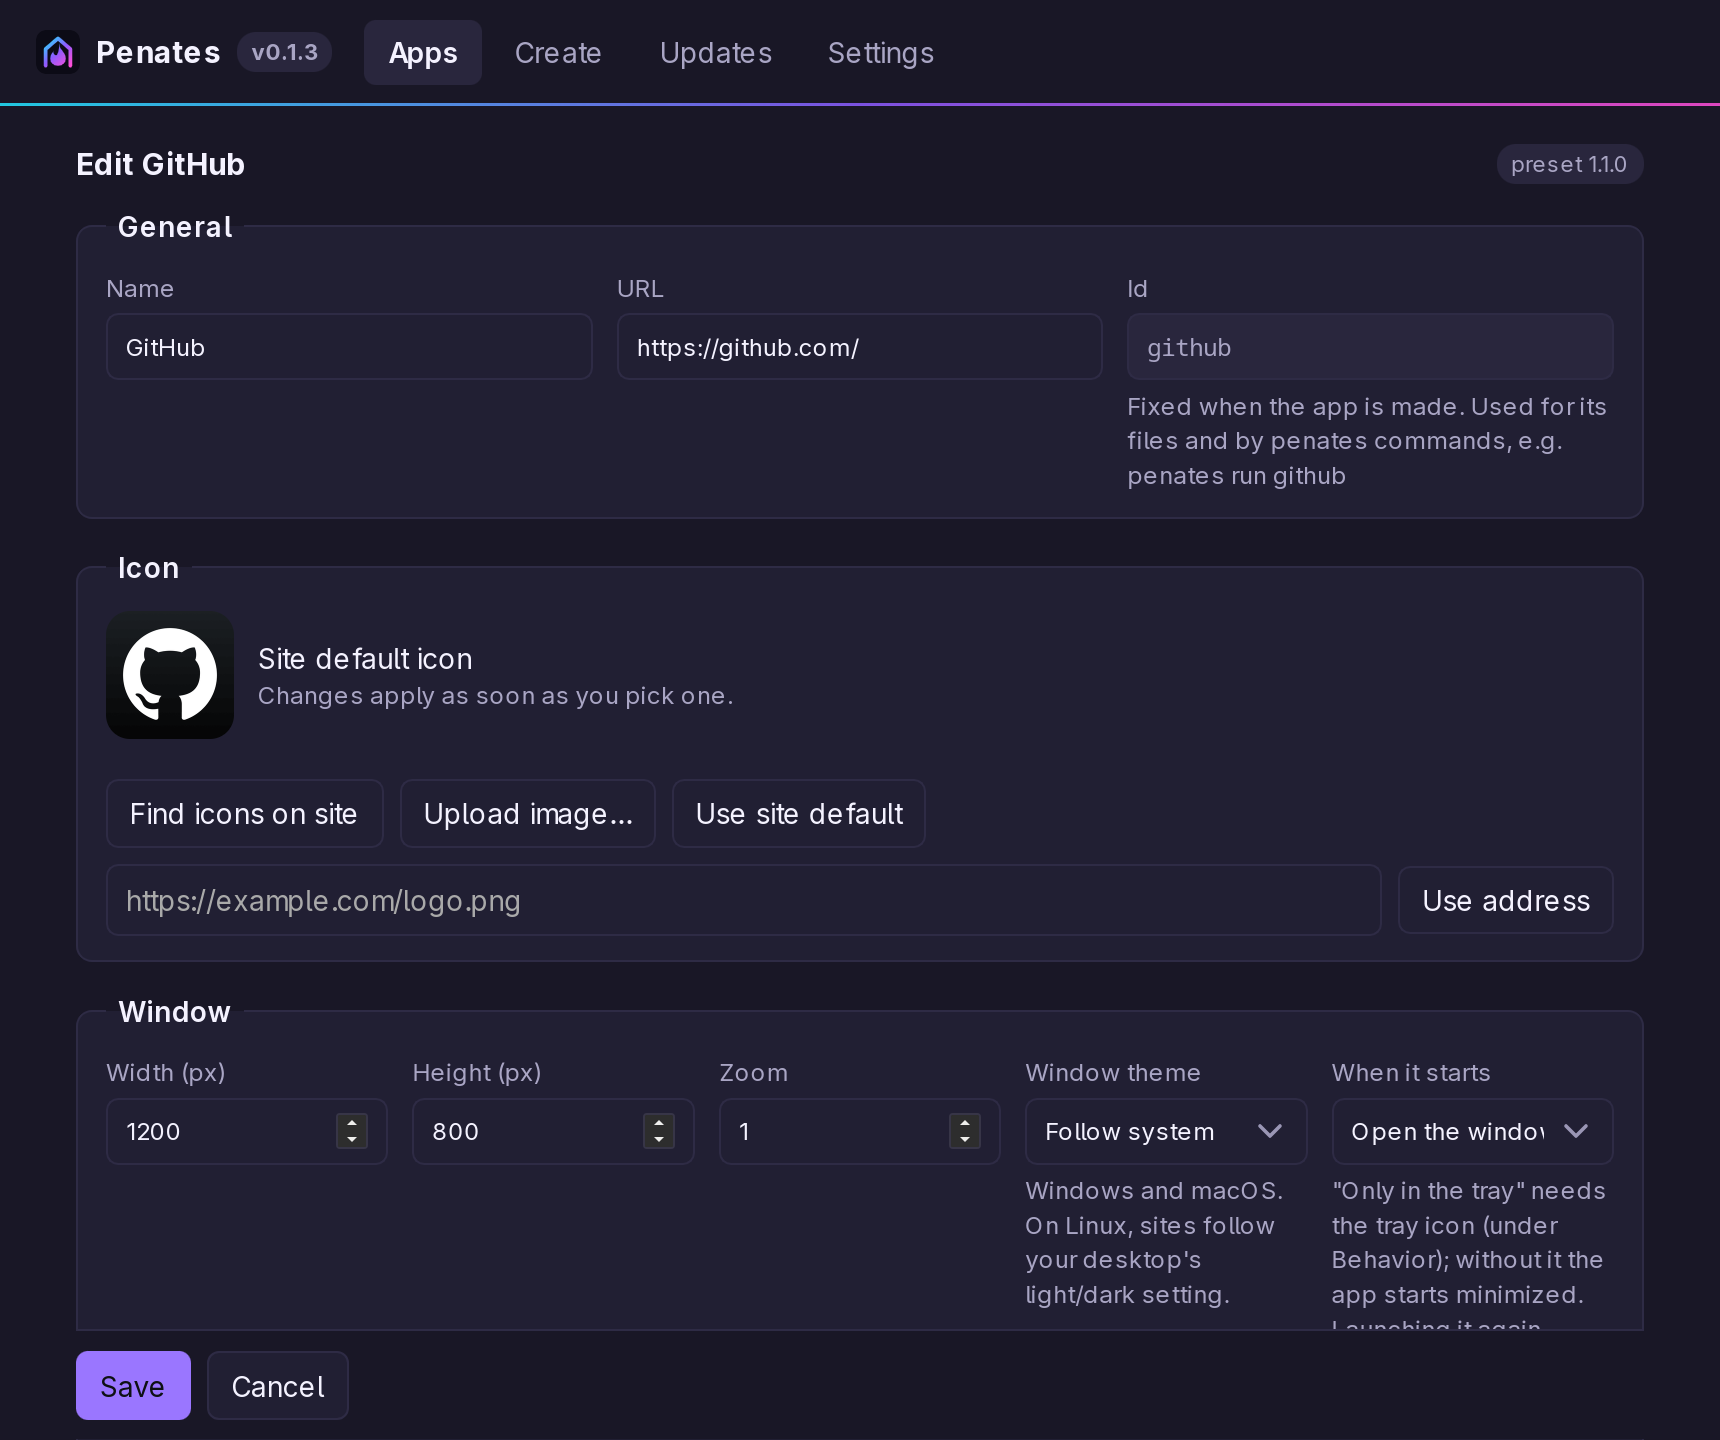 Penates v0.1.3 Apps Create Updates Settings
Edit GitHub preset 1.1.0
General
Name
GitHub
URL
https://github.com/
Id
github
Fixed when the app is made. Used for its
files and by penates commands, e.g.
penates run github
Icon
Site default icon
Changes apply as soon as you pick one.
Find icons on site Upload image... Use site default
https://example.com/logo.png Use address
Window
Width (px)
1200
Height (px)
800
Zoom
1
Window theme
Follow system
Windows and macOS.
On Linux, sites follow
your desktop's
light/dark setting.
When it starts
Open the window
"Only in the tray" needs
the tray icon (under
Behavior); without it the
app starts minimized.
Launching it again
Save Cancel